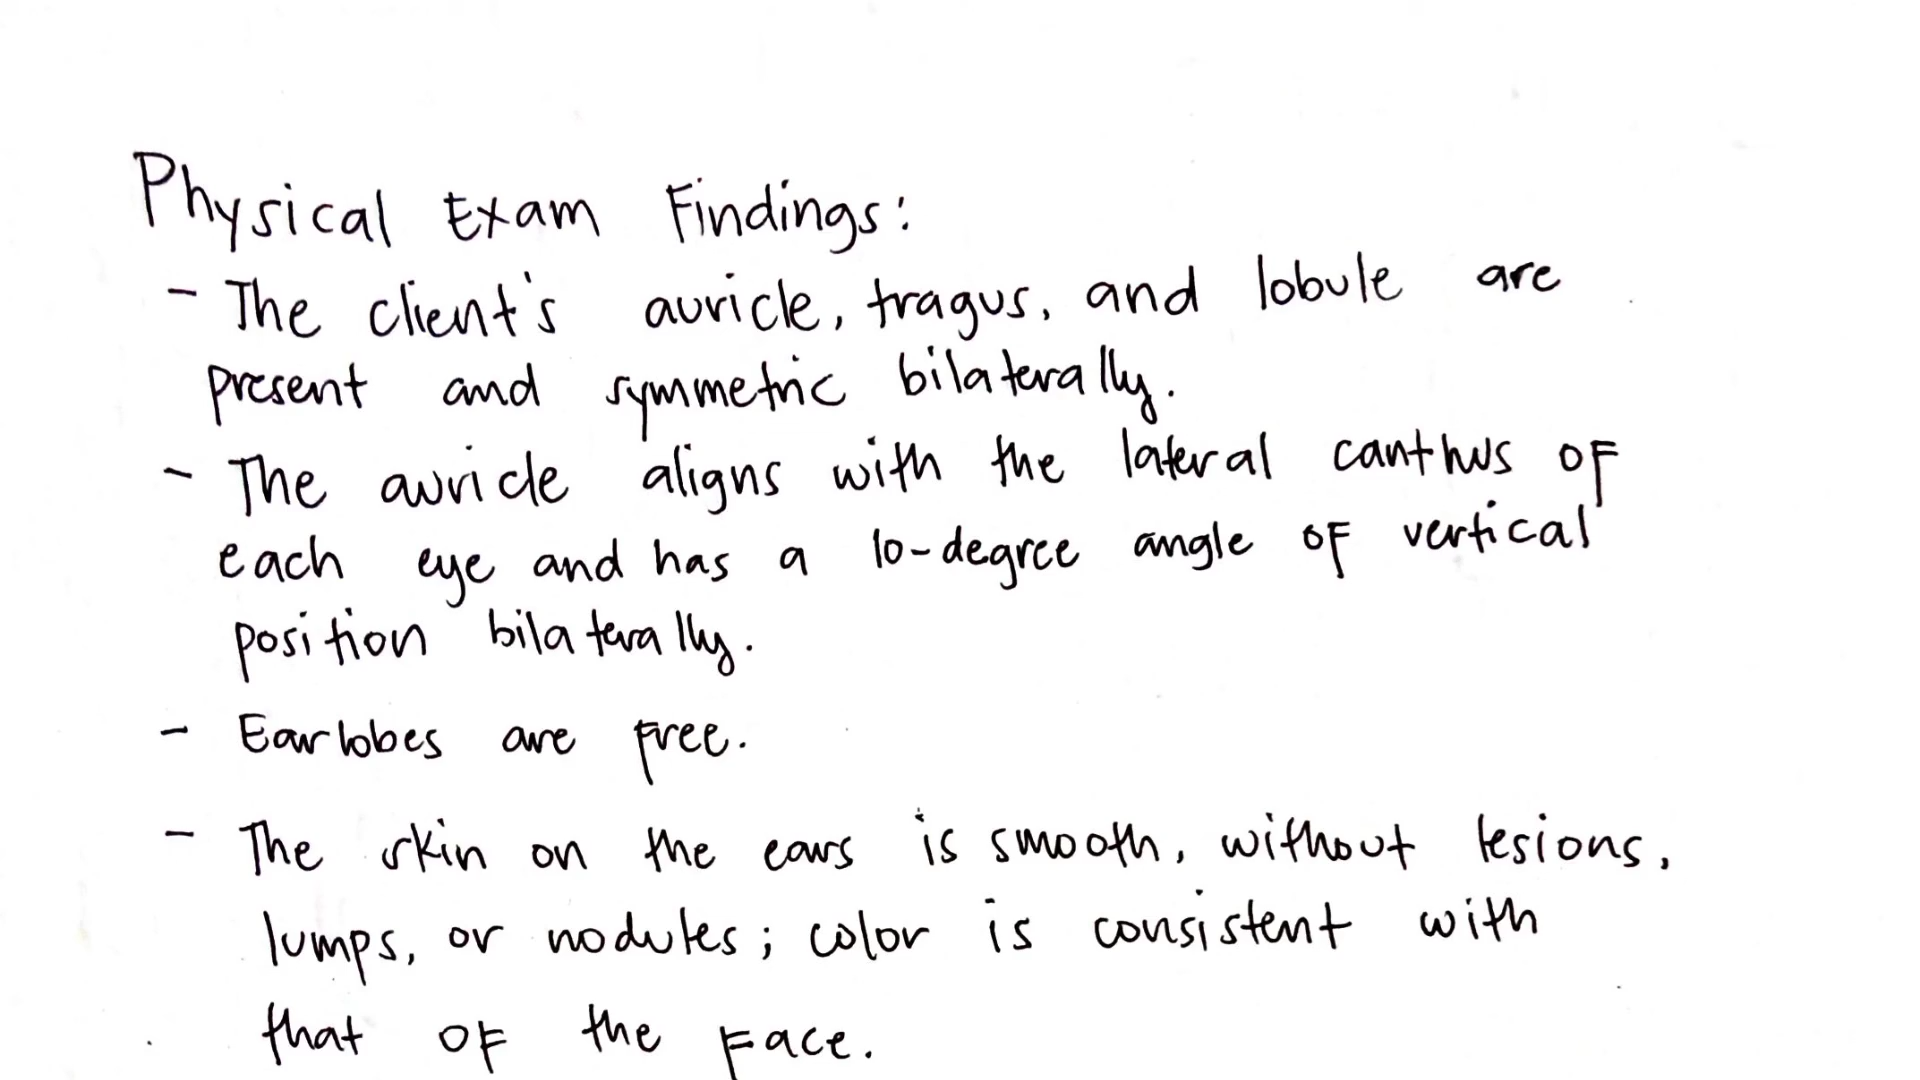 Physical Exam Findings:
- The client's auricle, tragus, and lobule are
present and symmetric bilaterally.
- The auricle aligns with the lateral canthus of
each eye and has a 10-degree angle of vertical
position bilaterally.
- Earlobes are free.
- The skin on the ears is smooth, without lesions,
lumps, or nodules; color is consistent with
that of the face.